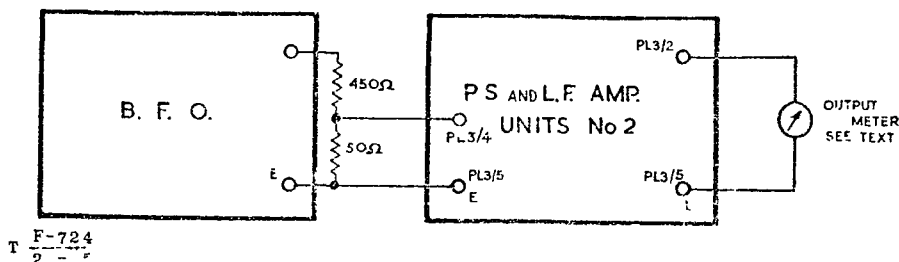 B. F. O.
E
450Ω
50Ω
PL3/4
PL3/5
E
P S AND L.F. AMP.
UNITS No 2
PL3/2
PL3/5
OUTPUT
METER
SEE TEXT
T F-724
2